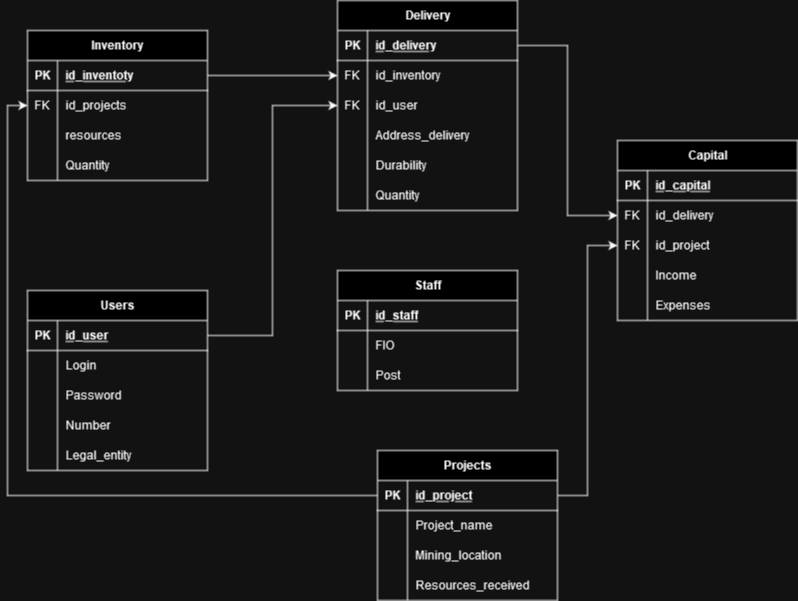 Inventory
PK id_inventoty
FK id_projects
resources
Quantity
Delivery
PK id_delivery
FK id_inventory
FK id_user
Address_delivery
Durability
Quantity
Capital
PK id_capital
FK id_delivery
FK id_project
Income
Expenses
Users
PK id_user
Login
Password
Number
Legal_entity
Staff
PK id_staff
FIO
Post
Projects
PK id_project
Project_name
Mining_location
Resources_received